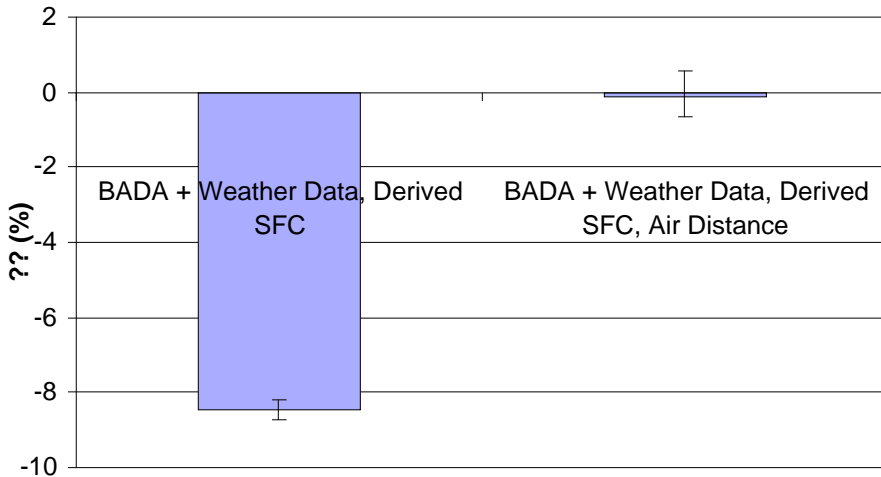 2
0
-2
-4
-6
-8
-10
?? (%)
BADA + Weather Data, Derived
SFC
BADA + Weather Data, Derived
SFC, Air Distance